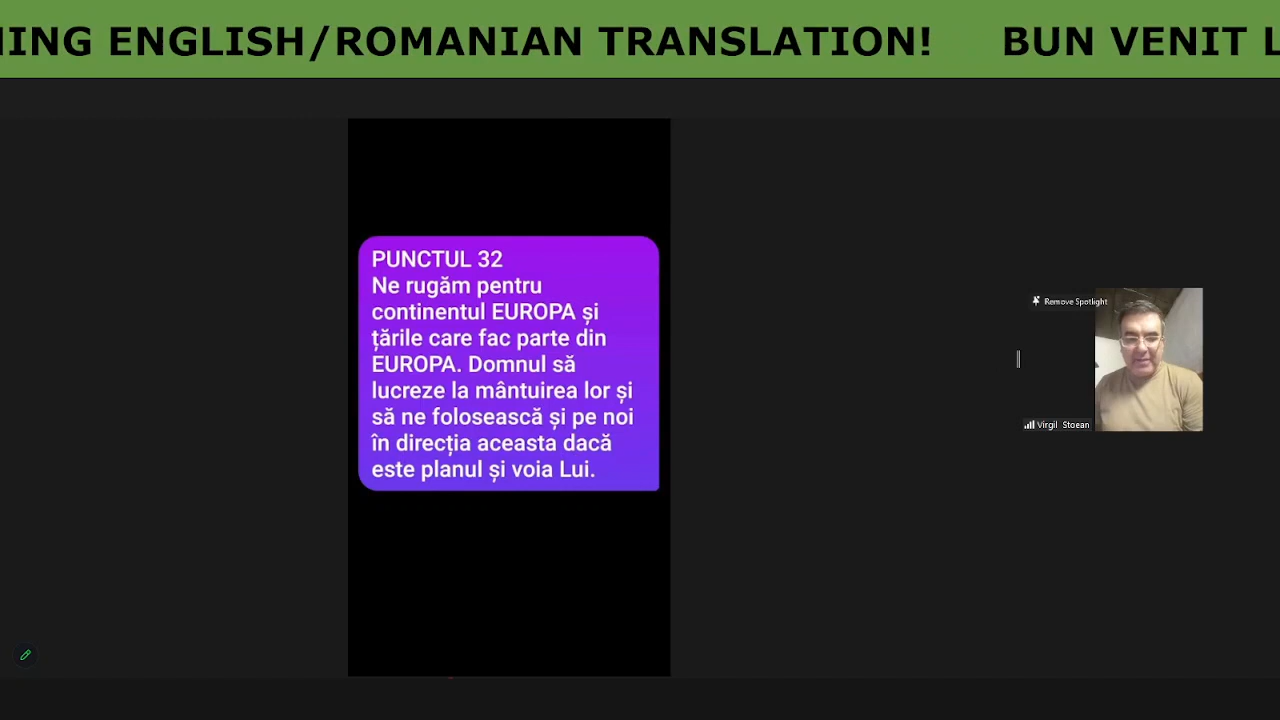 ING ENGLISH/ROMANIAN TRANSLATION! BUN VENIT L
PUNCTUL 32
Ne rugăm pentru
continentul EUROPA și
țările care fac parte din
EUROPA. Domnul să
lucreze la mântuirea lor și
să ne folosească și pe noi
în direcția aceasta dacă
este planul și voia Lui.
Remove Spotlight
Virgil Stoean